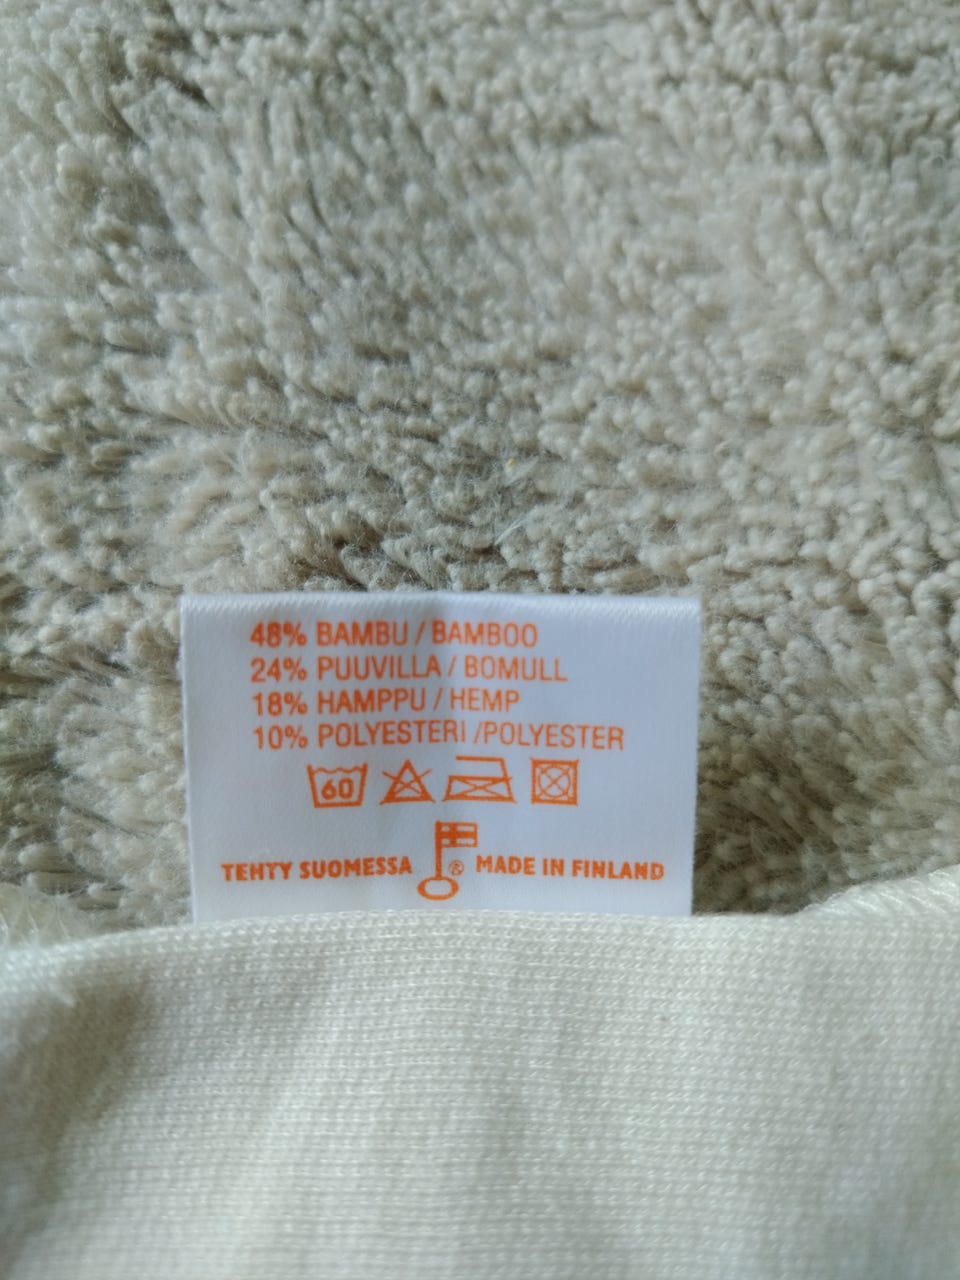 48% BAMBU / BAMBOO
24% PUUVILLA / BOMULL
18% HAMPPU / HEMP
10% POLYESTERI /POLYESTER
60
TEHTY SUOMESSA ® MADE IN FINLAND